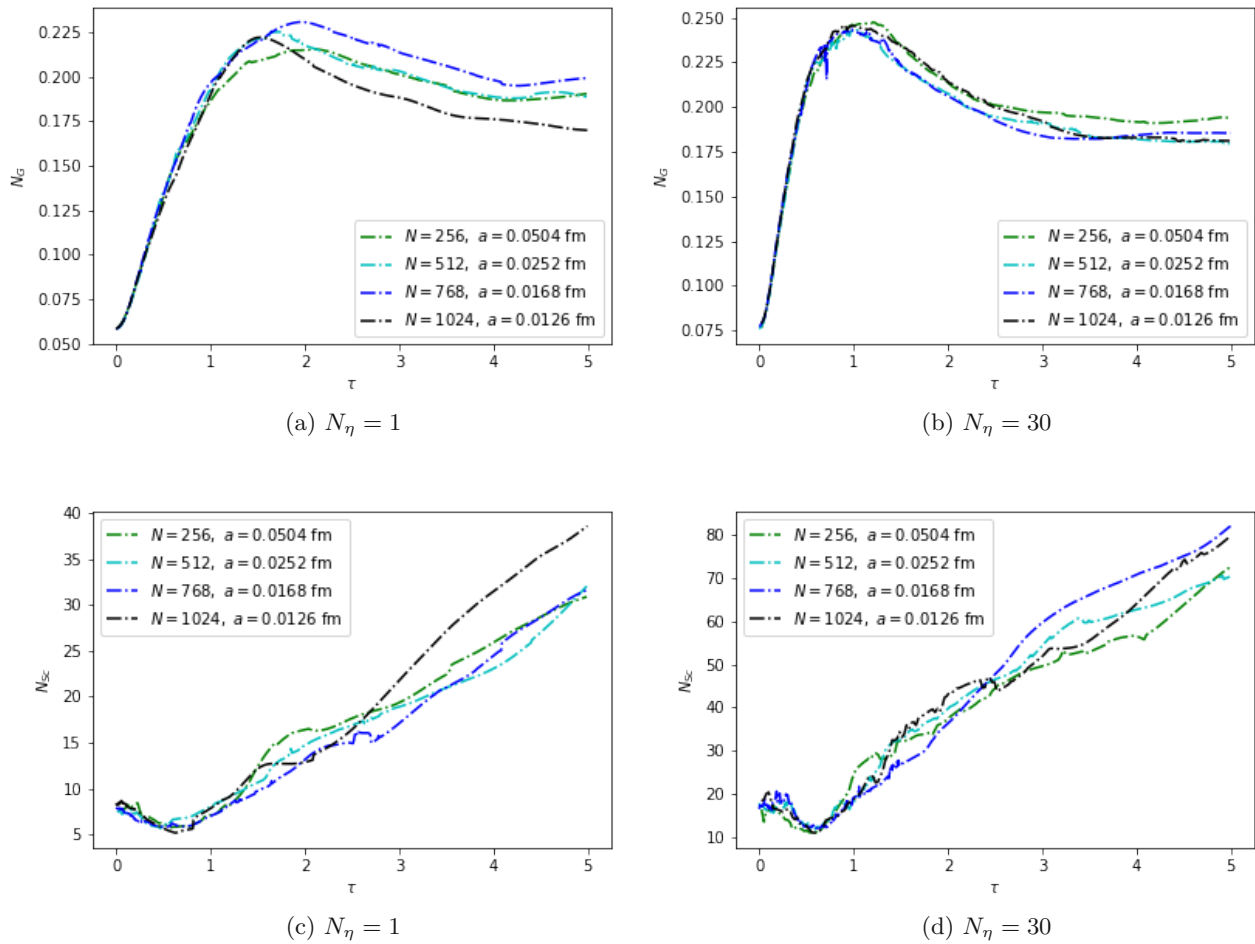 0.225
0.200
0.175
0.150
0.125
0.100
0.075
0.050
N_G
0 1 2 3 4 5
τ
N = 256, a = 0.0504 fm
N = 512, a = 0.0252 fm
N = 768, a = 0.0168 fm
N = 1024, a = 0.0126 fm
(a) N_η = 1
0.250
0.225
0.200
0.175
0.150
0.125
0.100
0.075
N_G
0 1 2 3 4 5
τ
N = 256, a = 0.0504 fm
N = 512, a = 0.0252 fm
N = 768, a = 0.0168 fm
N = 1024, a = 0.0126 fm
(b) N_η = 30
40
35
30
25
20
15
10
5
N_Sc
0 1 2 3 4 5
τ
N = 256, a = 0.0504 fm
N = 512, a = 0.0252 fm
N = 768, a = 0.0168 fm
N = 1024, a = 0.0126 fm
(c) N_η = 1
80
70
60
50
40
30
20
10
N_Sc
0 1 2 3 4 5
τ
N = 256, a = 0.0504 fm
N = 512, a = 0.0252 fm
N = 768, a = 0.0168 fm
N = 1024, a = 0.0126 fm
(d) N_η = 30